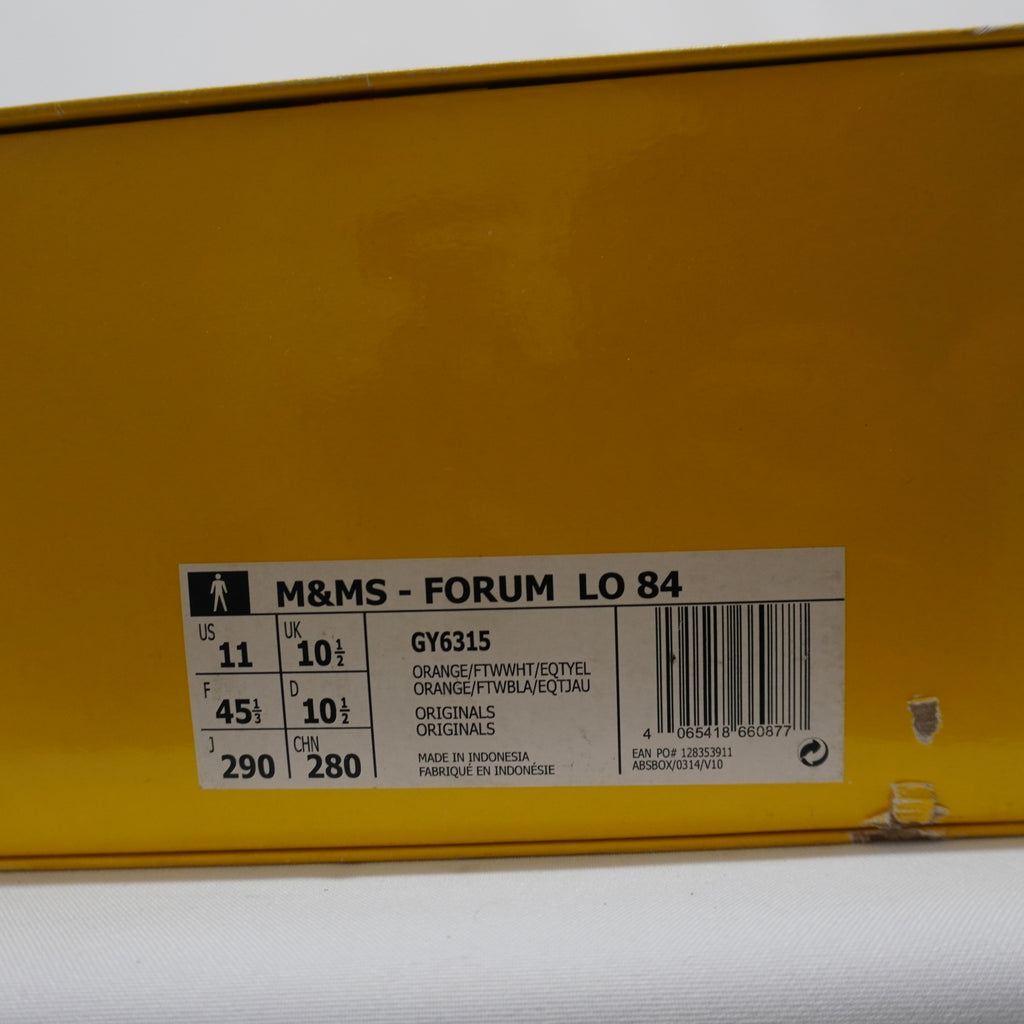 M&MS - FORUM LO 84
US 11 UK 10½
F 45⅓ D 10½
J 290 CHN 280
GY6315
ORANGE/FTWWHT/EQTYEL
ORANGE/FTWBLA/EQTJAU
ORIGINALS
ORIGINALS
MADE IN INDONESIA
FABRIQUÉ EN INDONÉSIE
4 065418 660877
EAN PO# 128353911
ABSBOX/0314/V10